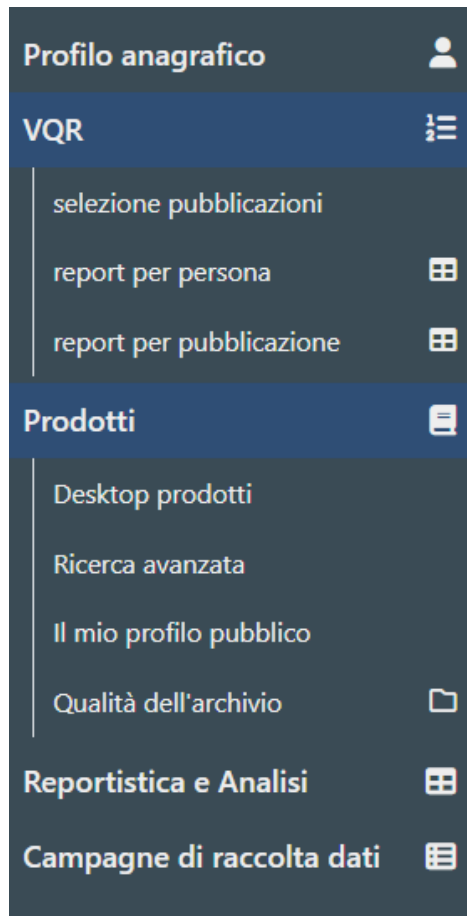 Profilo anagrafico
VQR
selezione pubblicazioni
report per persona
report per pubblicazione
Prodotti
Desktop prodotti
Ricerca avanzata
Il mio profilo pubblico
Qualità dell'archivio
Reportistica e Analisi
Campagne di raccolta dati